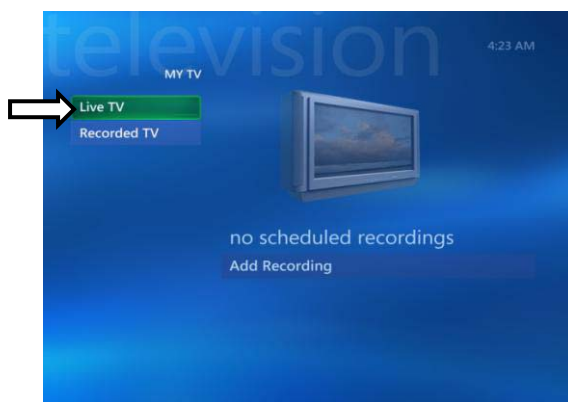 television
4:23 AM
MY TV
Live TV
Recorded TV
no scheduled recordings
Add Recording